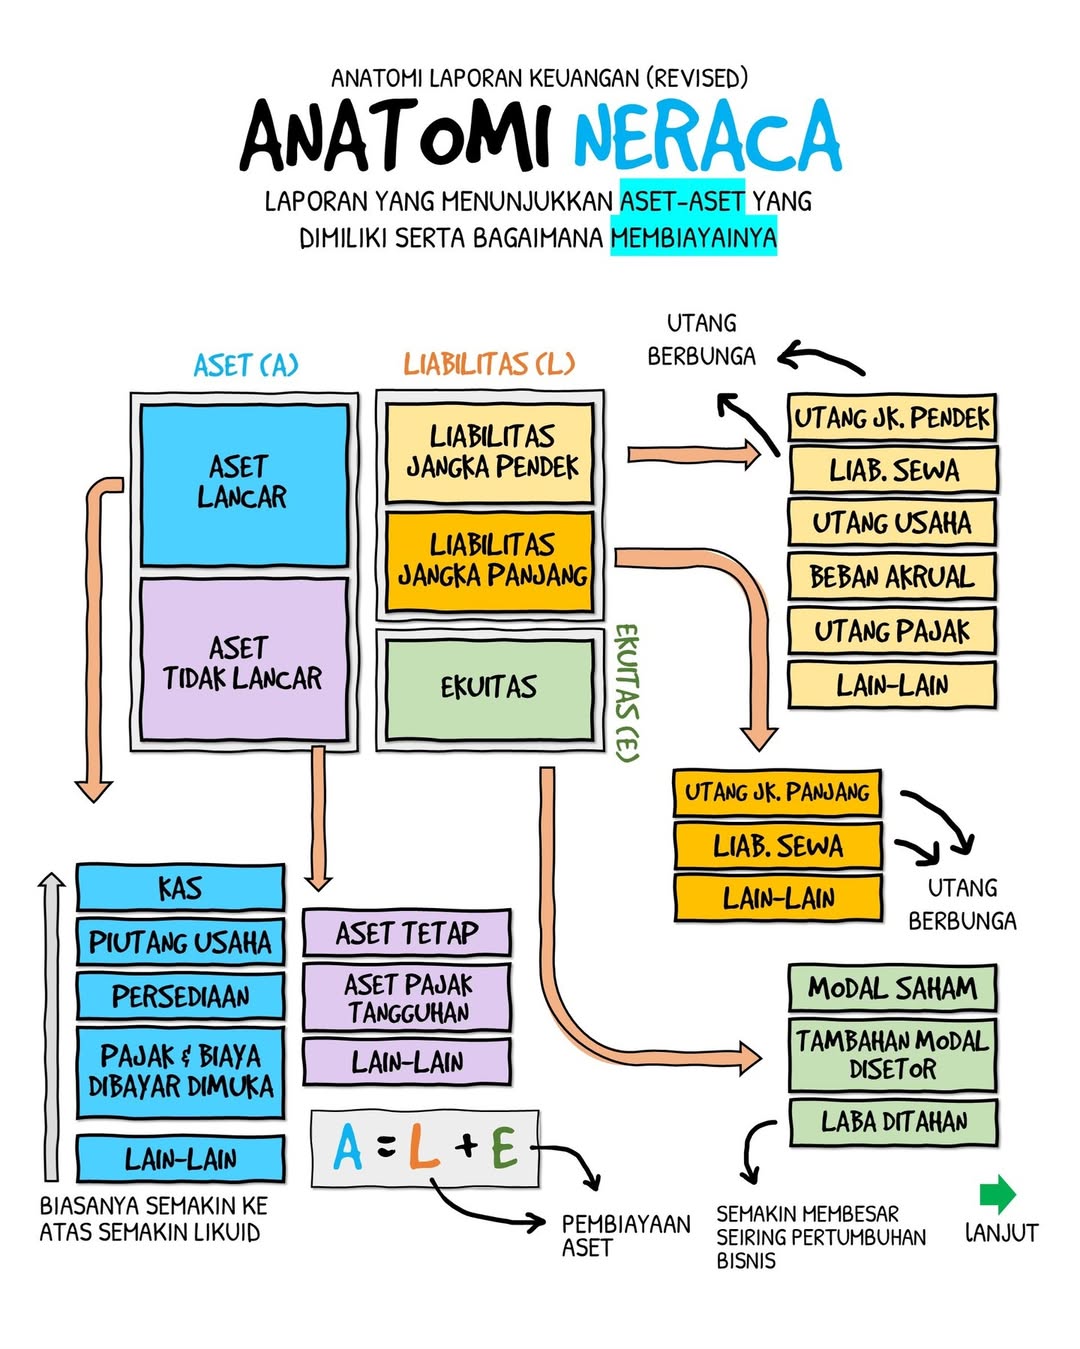 ANATOMI LAPORAN KEUANGAN (REVISED)
ANATOMI NERACA
LAPORAN YANG MENUNJUKKAN ASET-ASET YANG
DIMILIKI SERTA BAGAIMANA MEMBIAYAINYA
ASET (A)
ASET
LANCAR
ASET
TIDAK LANCAR
LIABILITAS (L)
LIABILITAS
JANGKA PENDEK
LIABILITAS
JANGKA PANJANG
EKUITAS
EKUITAS (E)
UTANG
BERBUNGA
UTANG JK. PENDEK
LIAB. SEWA
UTANG USAHA
BEBAN AKRUAL
UTANG PAJAK
LAIN-LAIN
UTANG JK. PANJANG
LIAB. SEWA
LAIN-LAIN
UTANG
BERBUNGA
KAS
PIUTANG USAHA
PERSEDIAAN
PAJAK & BIAYA
DIBAYAR DIMUKA
LAIN-LAIN
BIASANYA SEMAKIN KE
ATAS SEMAKIN LIKUID
ASET TETAP
ASET PAJAK
TANGGUHAN
LAIN-LAIN
A = L + E
PEMBIAYAAN
ASET
MODAL SAHAM
TAMBAHAN MODAL
DISETOR
LABA DITAHAN
SEMAKIN MEMBESAR
SEIRING PERTUMBUHAN
BISNIS
LANJUT